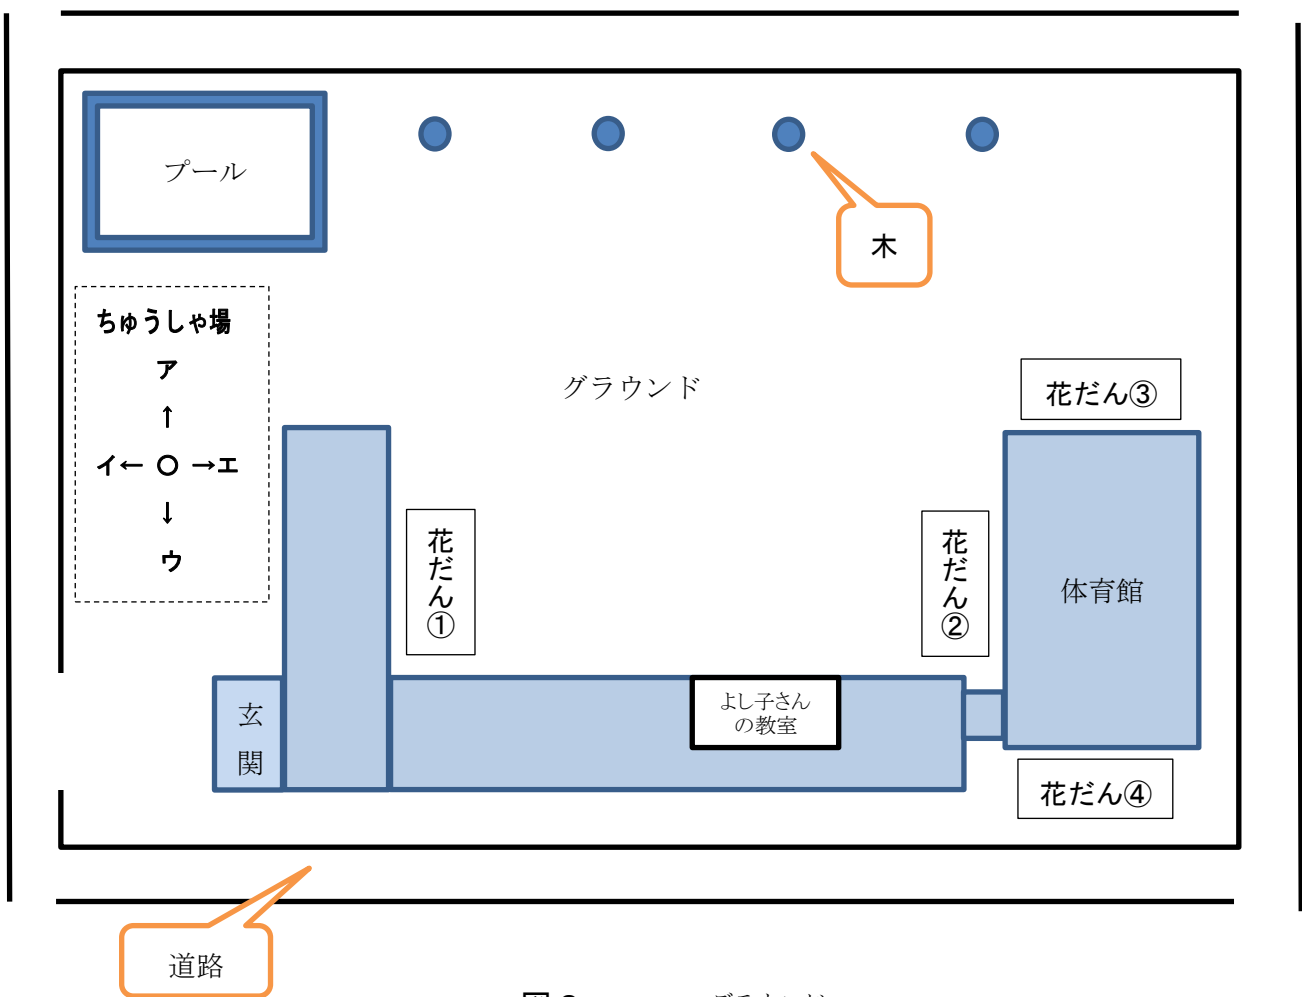 プール
木
ちゅうしゃ場
ア
↑
イ← ○ →エ
↓
ウ
グラウンド
花だん③
花だん①
花だん②
体育館
よし子さん
の教室
玄関
花だん④
道路